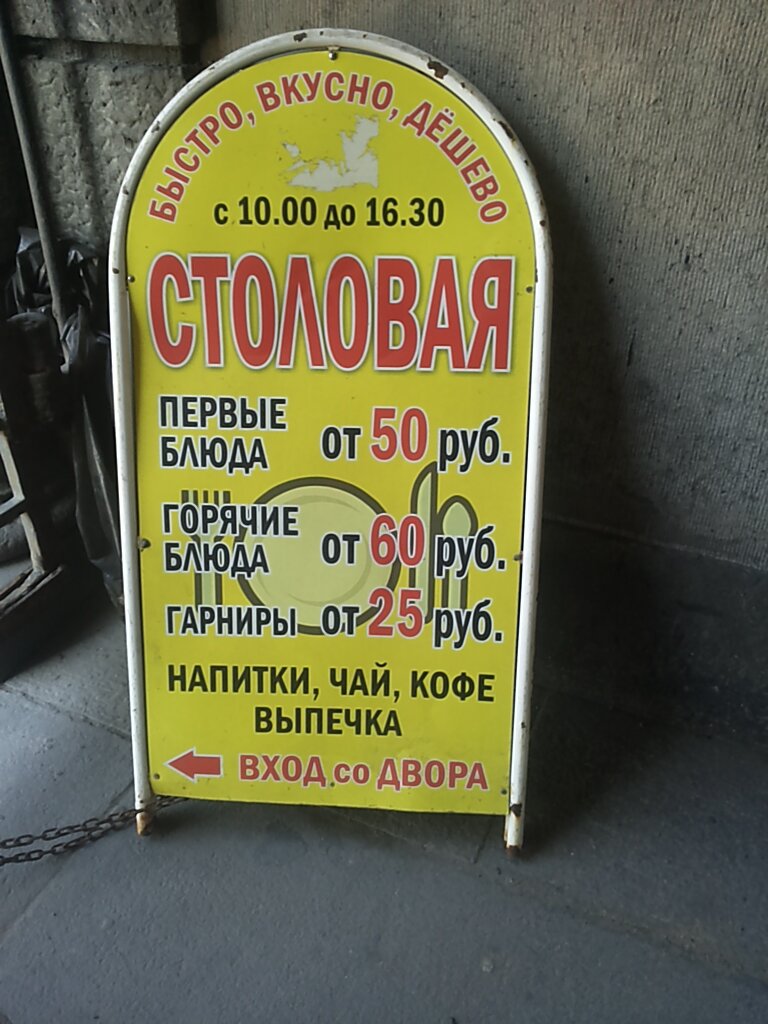 БЫСТРО, ВКУСНО, ДЁШЕВО
с 10.00 до 16.30
СТОЛОВАЯ
ПЕРВЫЕ
БЛЮДА от 50 руб.
ГОРЯЧИЕ
БЛЮДА от 60 руб.
ГАРНИРЫ от 25 руб.
НАПИТКИ, ЧАЙ, КОФЕ
ВЫПЕЧКА
ВХОД со ДВОРА